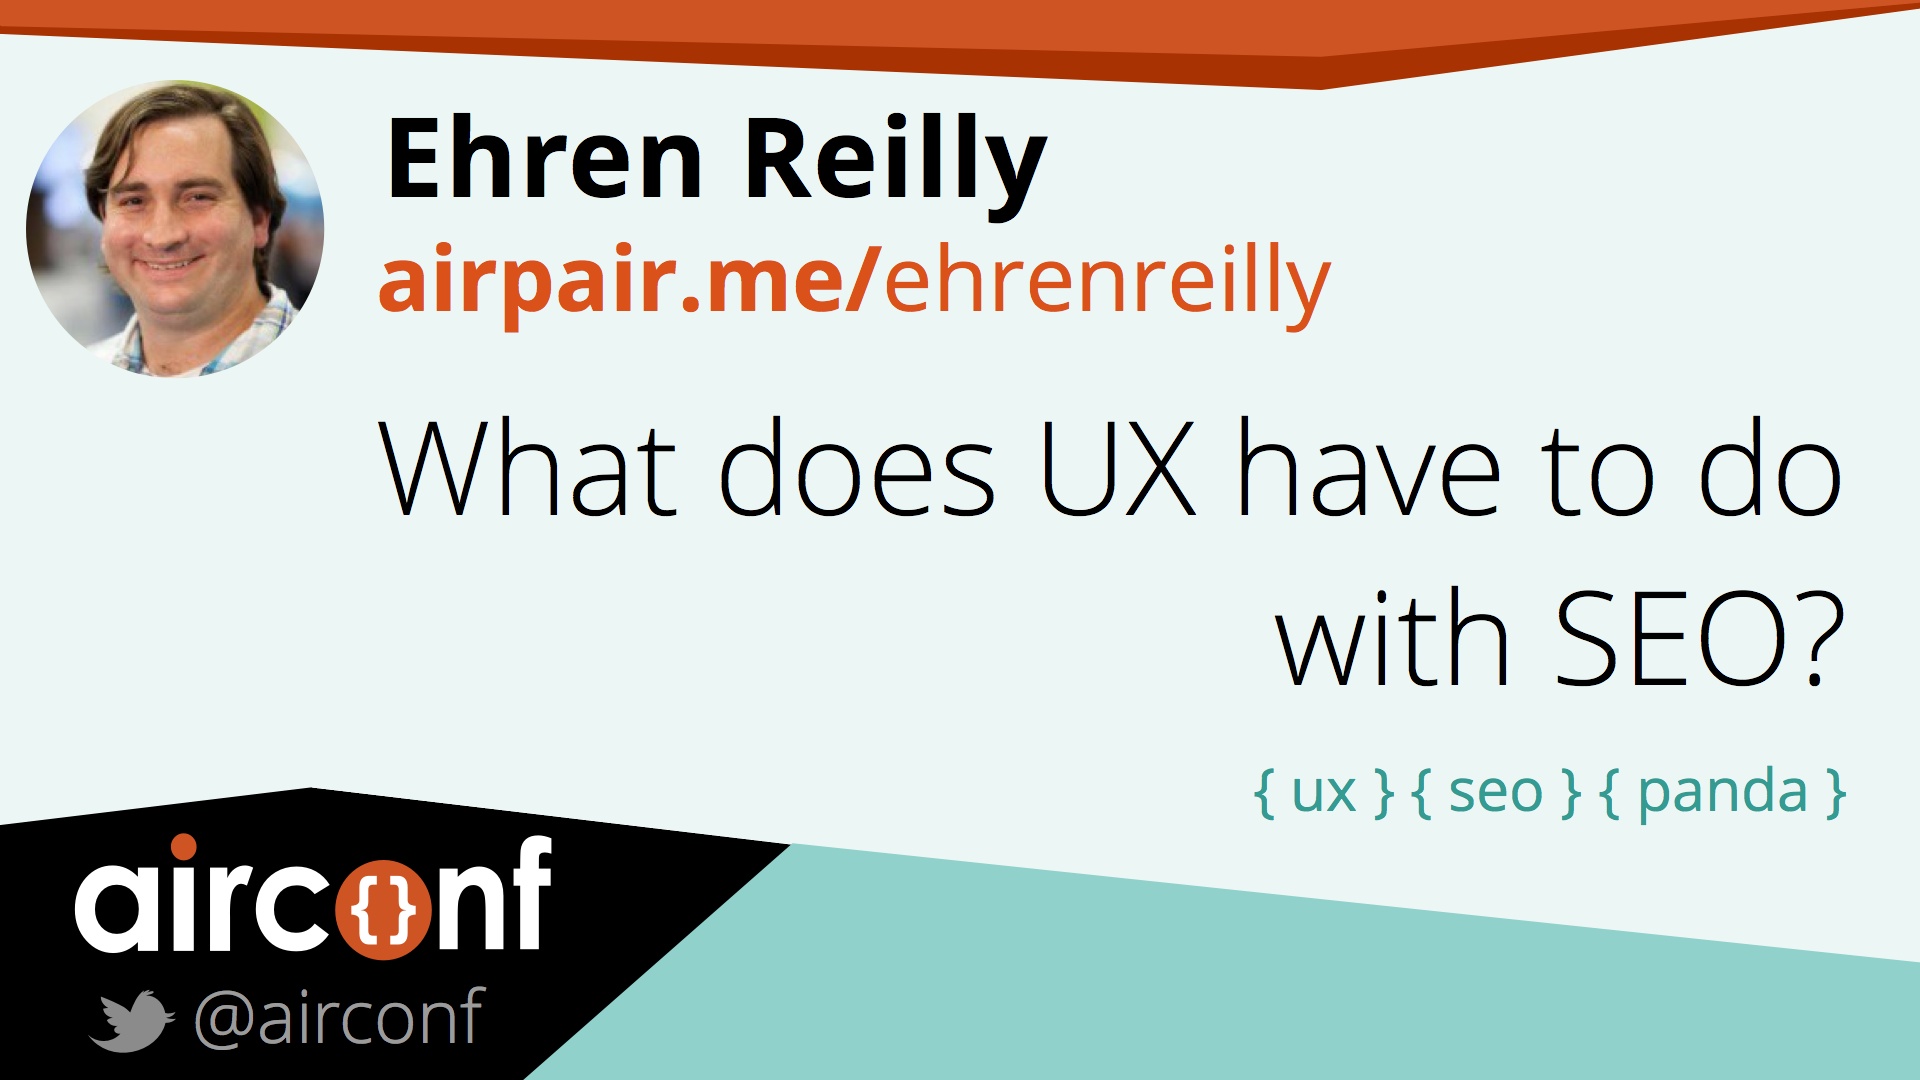 Ehren Reilly
airpair.me/ehrenreilly
What does UX have to do
with SEO?
{ ux } { seo } { panda }
airc{}nf
@airconf